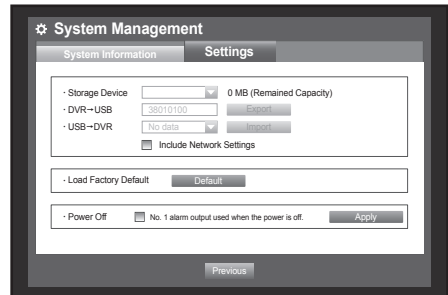 System Management
System Information Settings
· Storage Device 0 MB (Remained Capacity)
· DVR→USB 38010100 Export
· USB→DVR No data Import
Include Network Settings
· Load Factory Default Default
· Power Off No. 1 alarm output used when the power is off. Apply
Previous